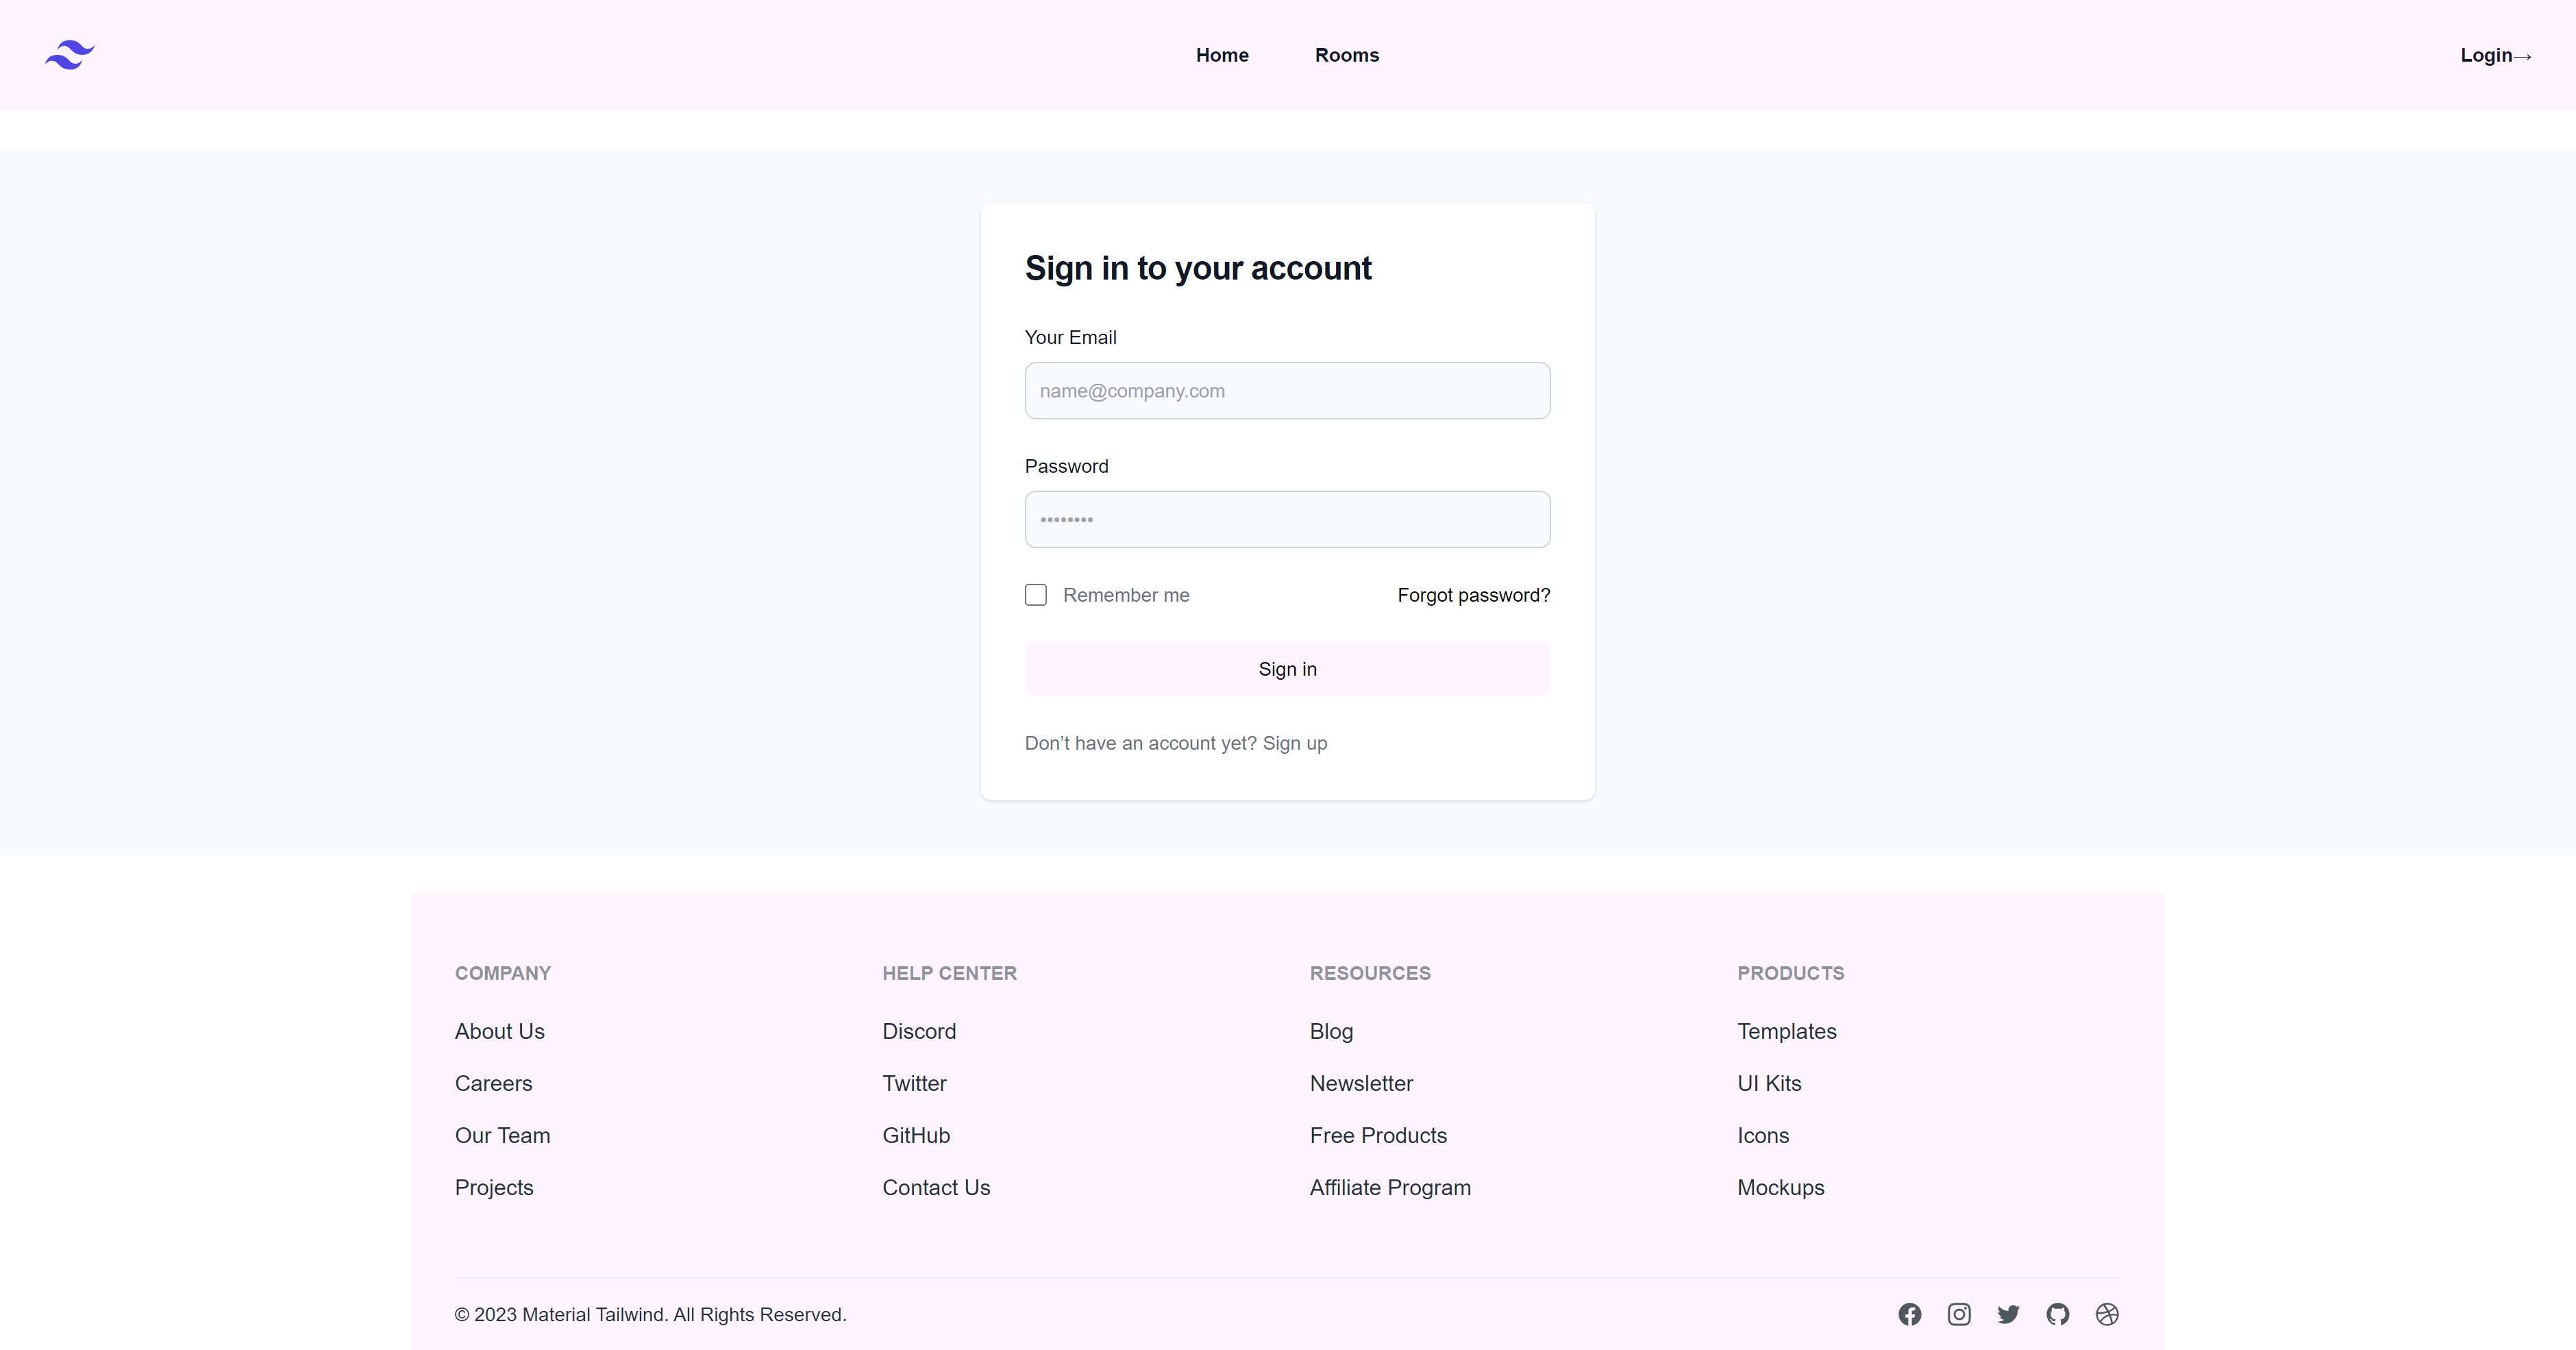 Home Rooms Login→
Sign in to your account
Your Email
name@company.com
Password
••••••••
Remember me Forgot password?
Sign in
Don’t have an account yet? Sign up
COMPANY
About Us
Careers
Our Team
Projects
HELP CENTER
Discord
Twitter
GitHub
Contact Us
RESOURCES
Blog
Newsletter
Free Products
Affiliate Program
PRODUCTS
Templates
UI Kits
Icons
Mockups
© 2023 Material Tailwind. All Rights Reserved.